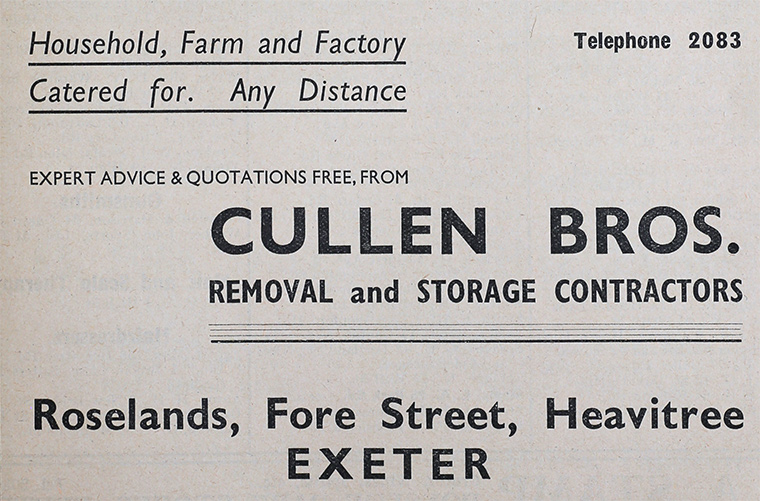 Household, Farm and Factory
Telephone 2083
Catered for. Any Distance
EXPERT ADVICE & QUOTATIONS FREE, FROM
CULLEN BROS.
REMOVAL and STORAGE CONTRACTORS
Roselands, Fore Street, Heavitree
EXETER